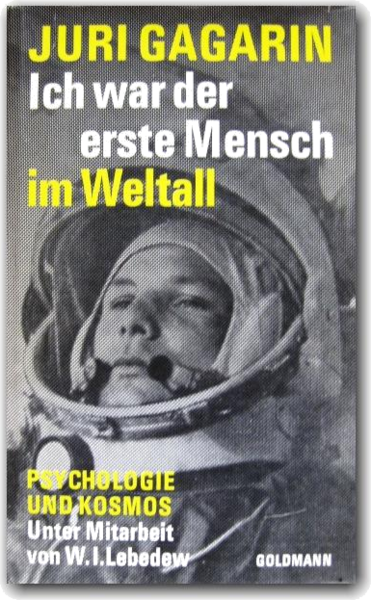 JURI GAGARIN
Ich war der
erste Mensch
im Weltall
PSYCHOLOGIE
UND KOSMOS
Unter Mitarbeit
von W.I.Lebedew
GOLDMANN